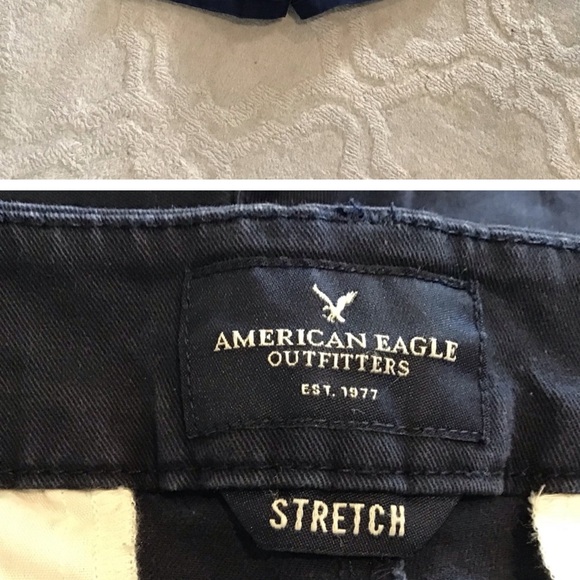 AMERICAN EAGLE
OUTFITTERS
EST. 1977
STRETCH